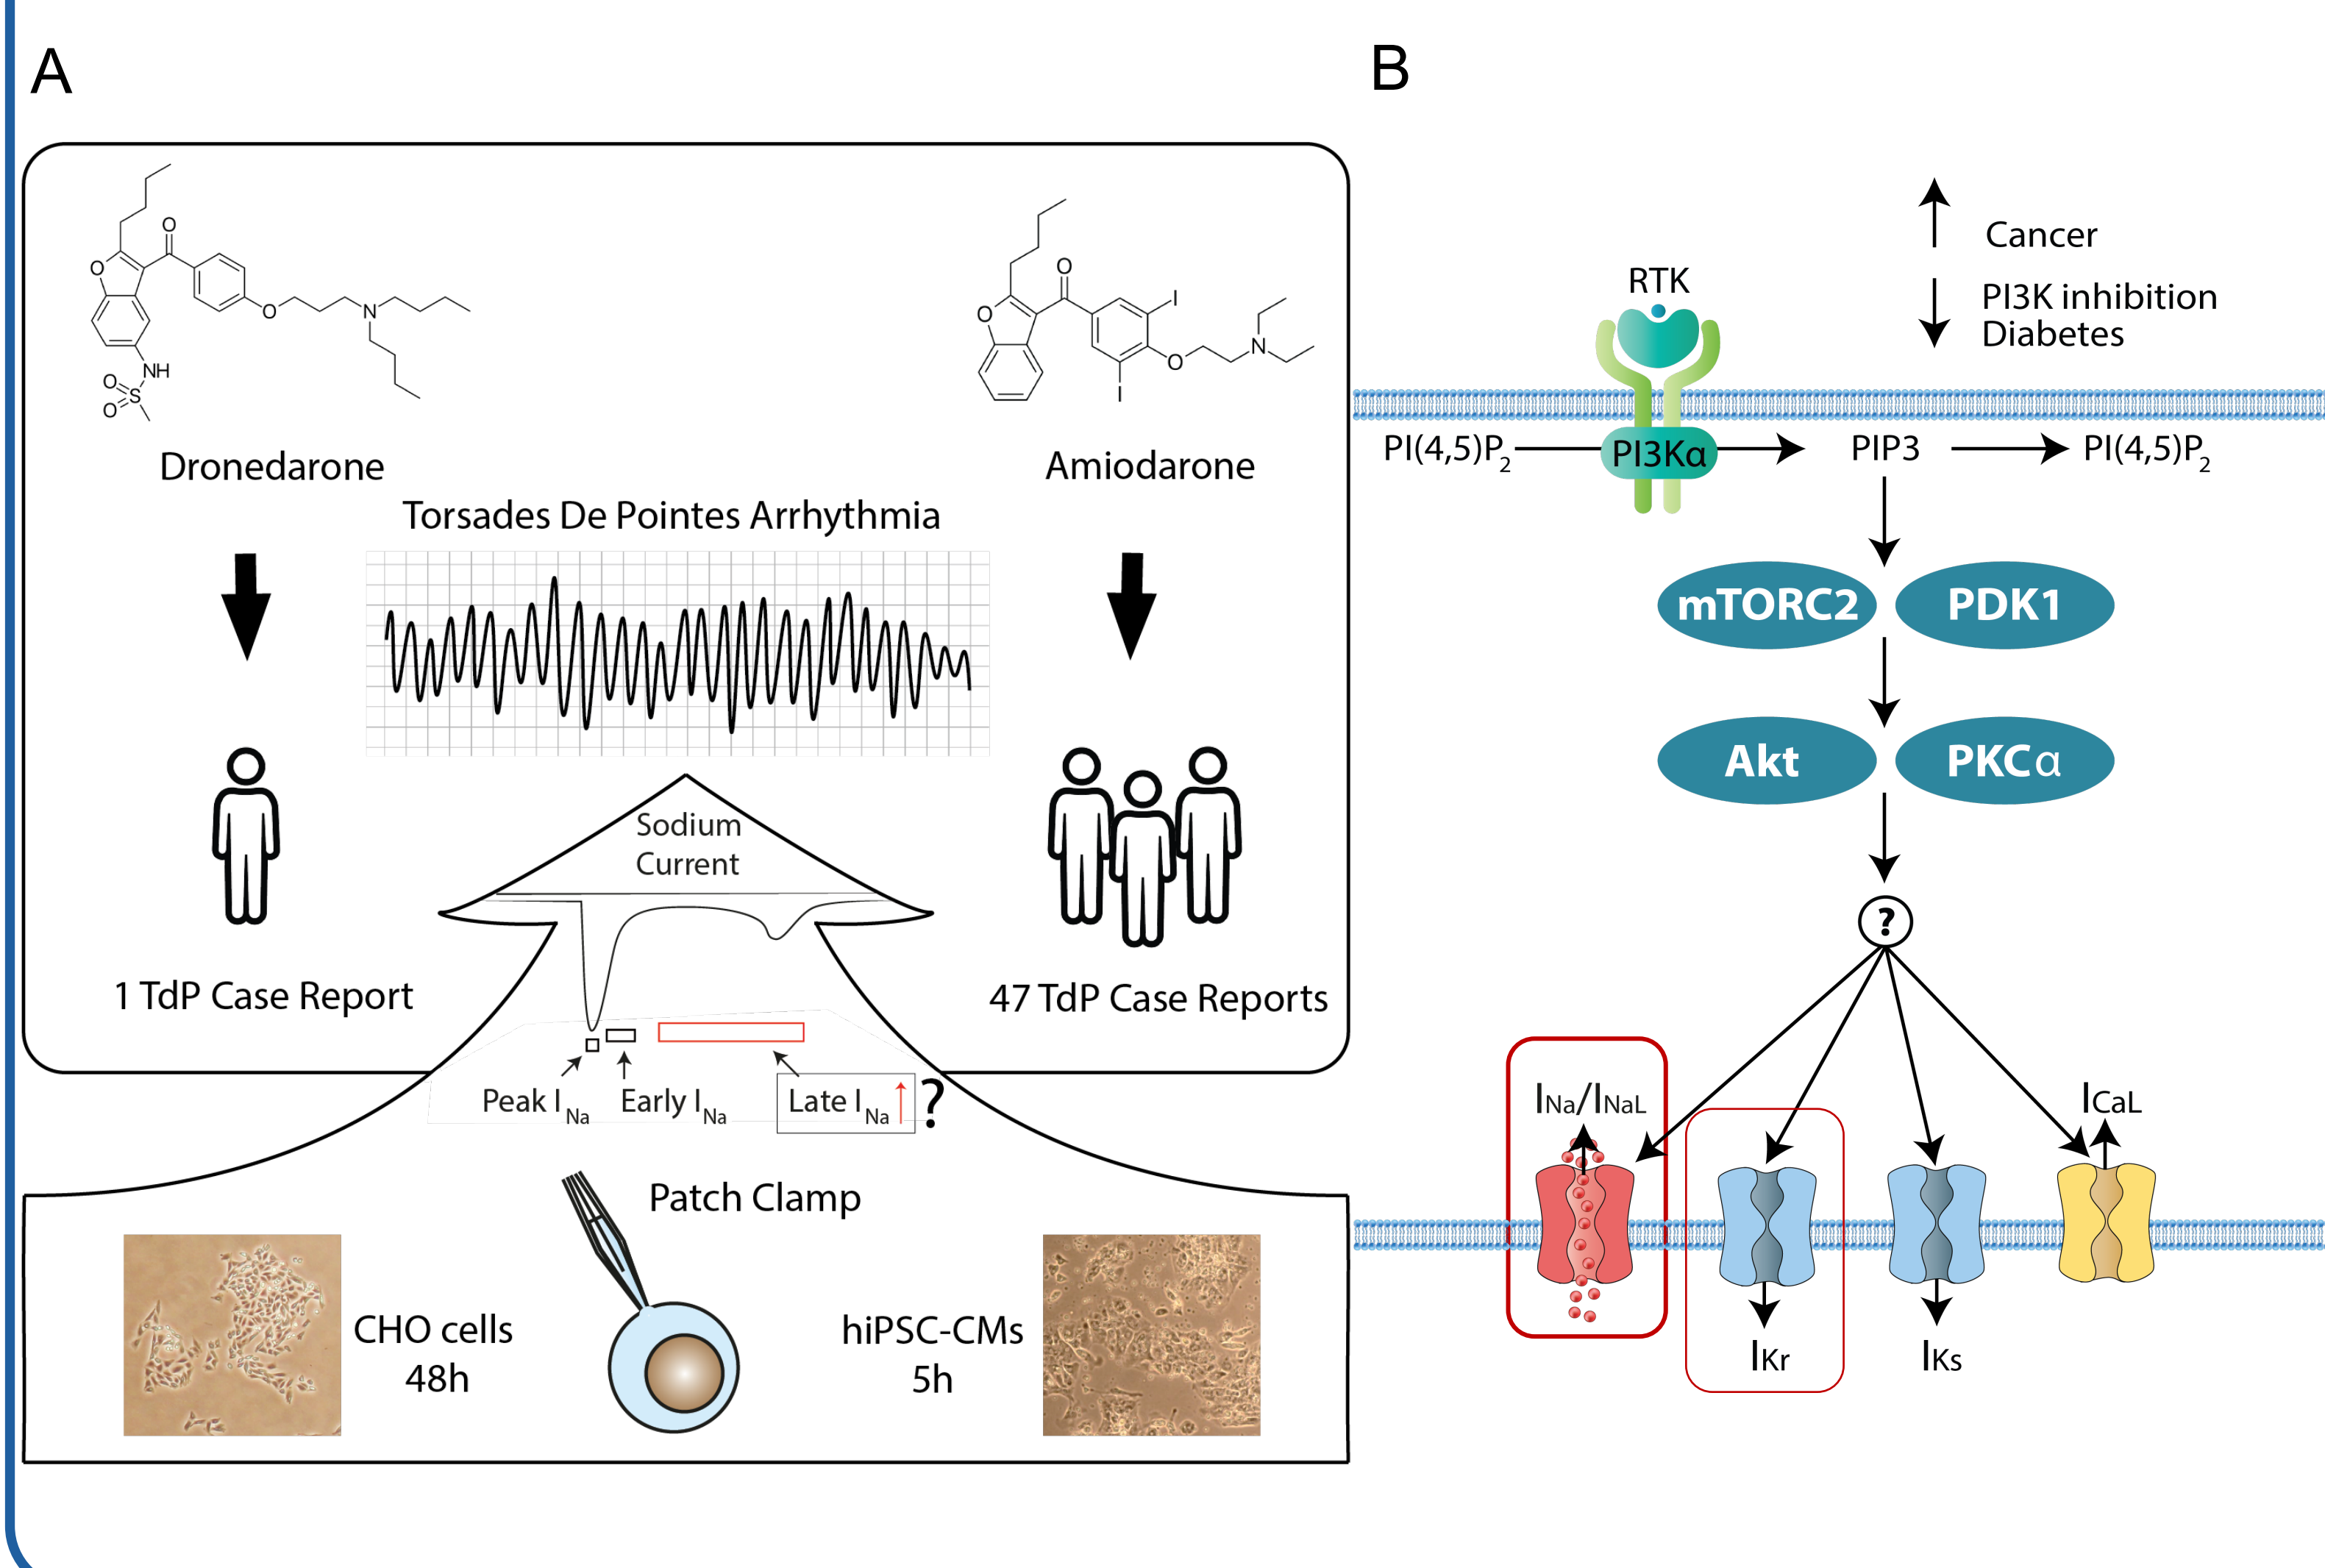 A
O
O
O
N
NH
O
S
O
Dronedarone
O
O
I
I
O
N
Amiodarone
Torsades De Pointes Arrhythmia
Sodium
Current
1 TdP Case Report
47 TdP Case Reports
Peak I Na
Early I Na
Late I Na
?
Patch Clamp
CHO cells
48h
hiPSC-CMs
5h
B
Cancer
PI3K inhibition
Diabetes
RTK
PI(4,5)P2
PI3Kα
PIP3
PI(4,5)P2
mTORC2
PDK1
Akt
PKCα
?
INa/INaL
ICaL
IKr
IKs